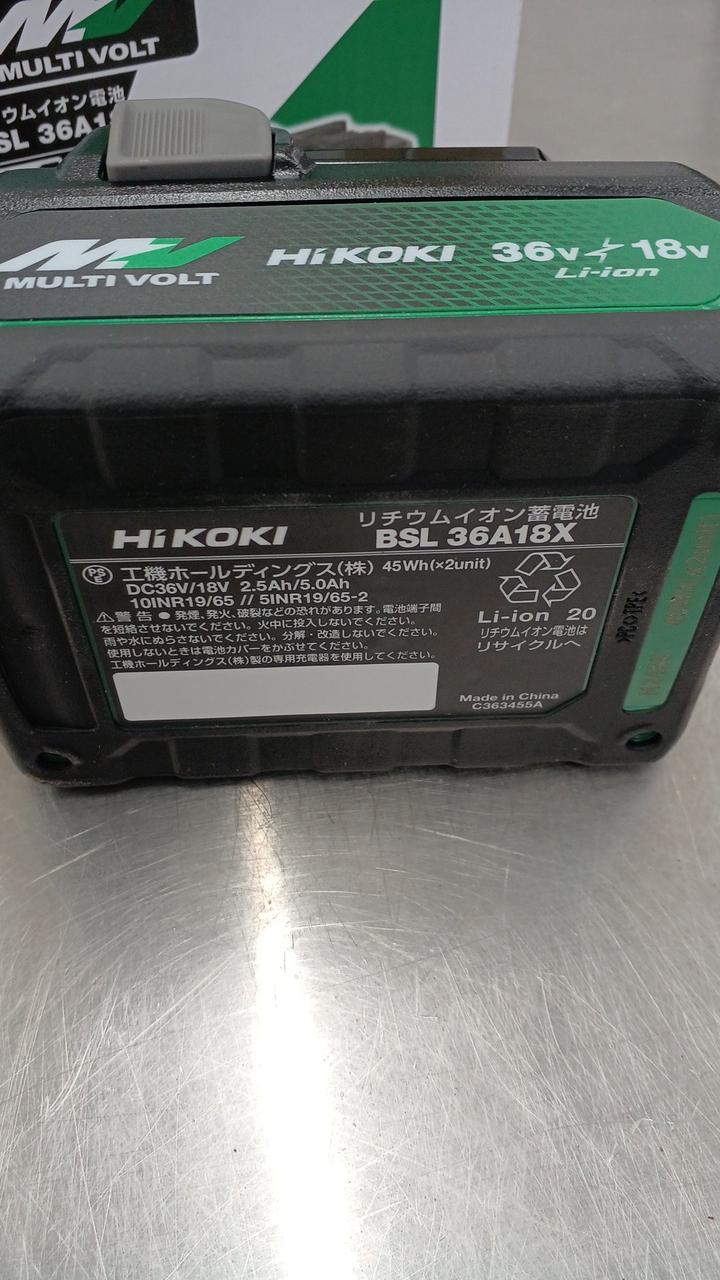 MV
MULTI VOLT
ウムイオン電池
SL 36A1
MV
MULTI VOLT
HiKOKI 36V⚡18V
Li-ion
HiKOKI
リチウムイオン蓄電池
BSL 36A18X
PS
E
工機ホールディングス(株) 45Wh(×2unit)
DC36V/18V 2.5Ah/5.0Ah
10INR19/65 // 5INR19/65-2
⚠警告 ● 発煙、発火、破裂などの恐れがあります。電池端子間
を短絡させないでください。火中に投入しないでください。
雨や水にぬらさないでください。分解・改造しないでください。
使用しないときは電池カバーをかぶせてください。
工機ホールディングス(株)製の専用充電器を使用してください。
Li-ion 20
リチウムイオン電池は
リサイクルへ
Made in China
C363455A